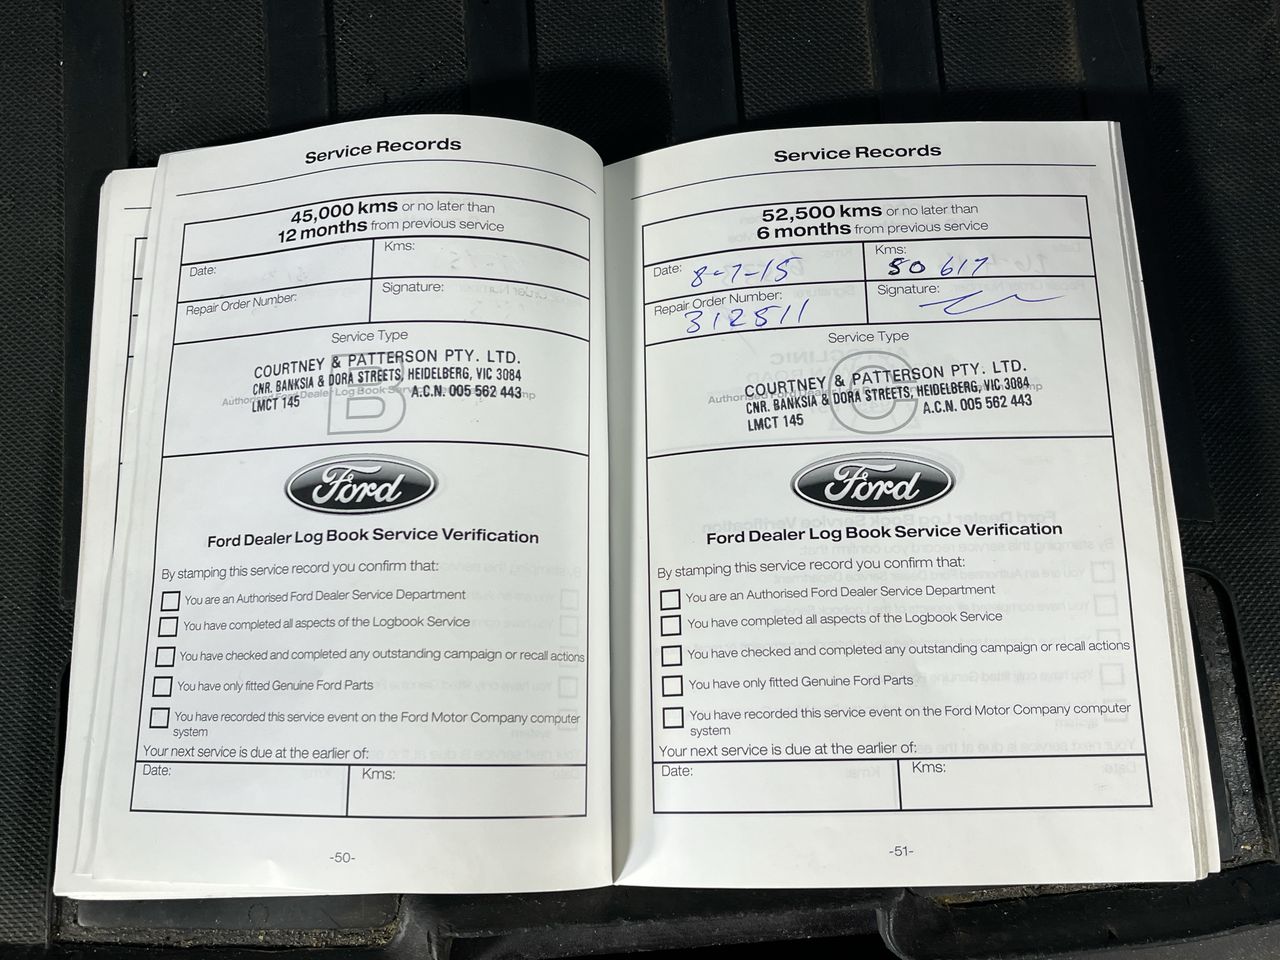 Service Records
45,000 kms or no later than
12 months from previous service
Date:
Kms:
Repair Order Number:
Signature:
Service Type
B
COURTNEY & PATTERSON PTY. LTD.
CNR. BANKSIA & DORA STREETS, HEIDELBERG, VIC 3084
Authorised Ford Dealer Log Book Service Stamp
LMCT 145 A.C.N. 005 562 443
Ford
Ford Dealer Log Book Service Verification
By stamping this service record you confirm that:
You are an Authorised Ford Dealer Service Department
You have completed all aspects of the Logbook Service
You have checked and completed any outstanding campaign or recall actions
You have only fitted Genuine Ford Parts
You have recorded this service event on the Ford Motor Company computer
system
Your next service is due at the earlier of:
Date:
Kms:
-50-
Service Records
52,500 kms or no later than
6 months from previous service
Date: 8-7-15
Kms: 50 617
Repair Order Number: 312511
Signature:
Service Type
C
COURTNEY & PATTERSON PTY. LTD.
CNR. BANKSIA & DORA STREETS, HEIDELBERG, VIC 3084
LMCT 145 A.C.N. 005 562 443
Ford
Ford Dealer Log Book Service Verification
By stamping this service record you confirm that:
You are an Authorised Ford Dealer Service Department
You have completed all aspects of the Logbook Service
You have checked and completed any outstanding campaign or recall actions
You have only fitted Genuine Ford Parts
You have recorded this service event on the Ford Motor Company computer
system
Your next service is due at the earlier of:
Date:
Kms:
-51-